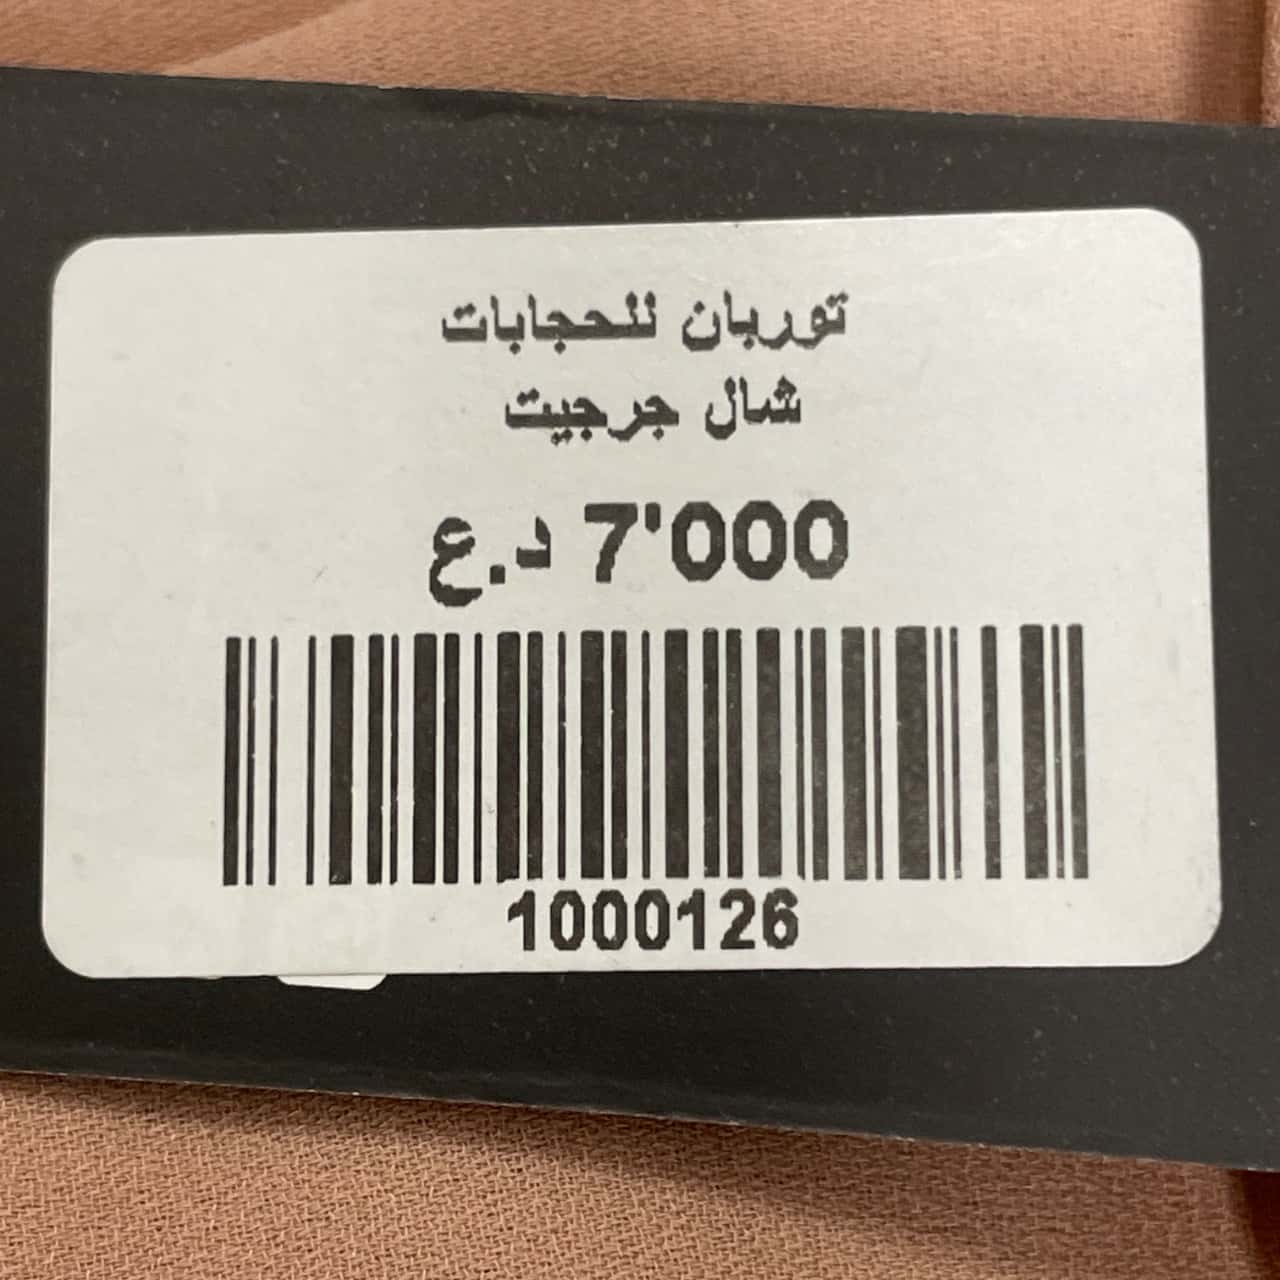 توربان للحجابات
شال جرجيت
7'000 د.ع
1000126